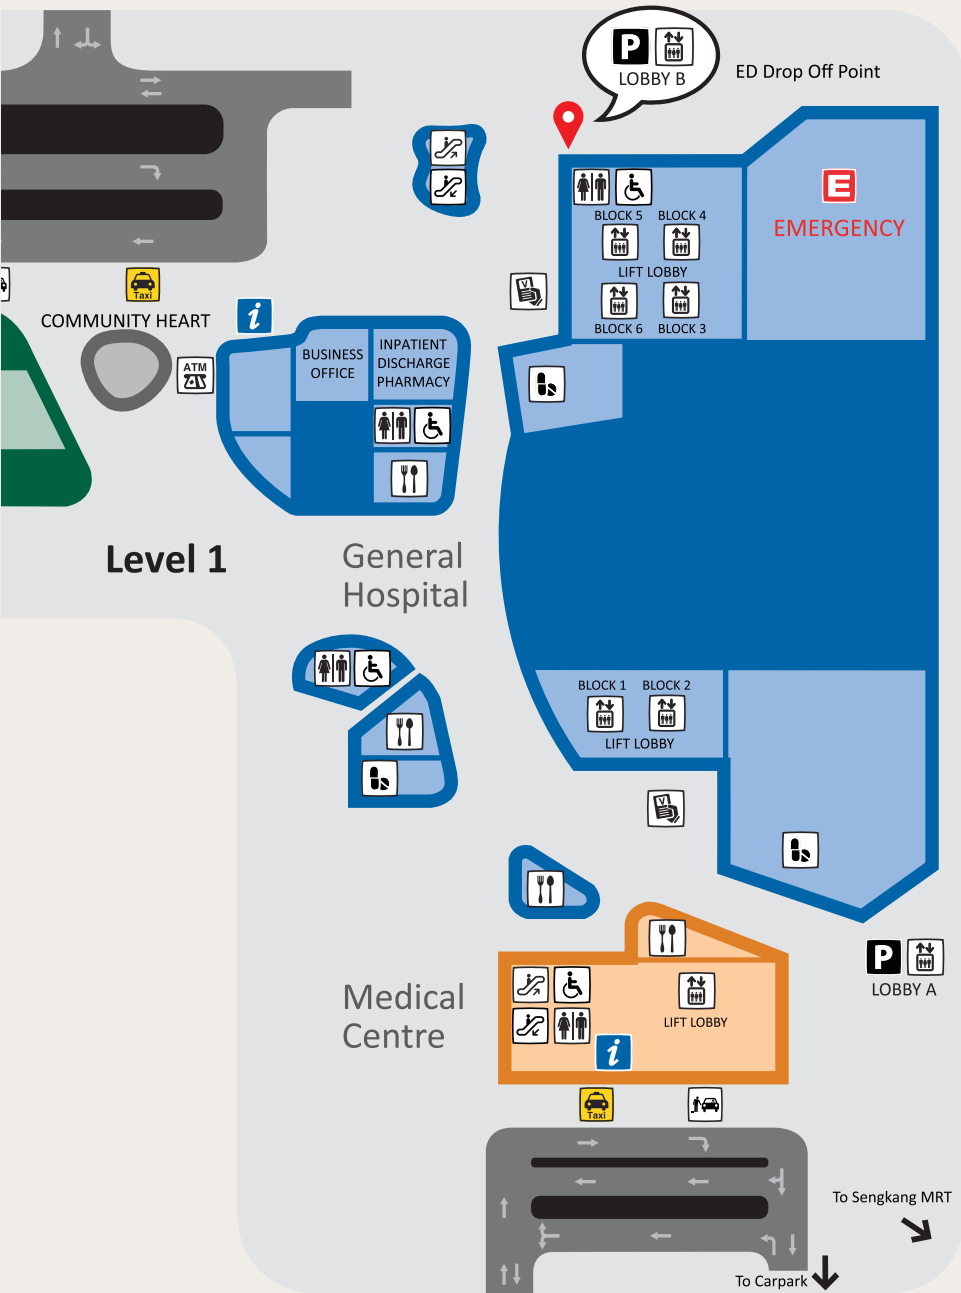 P
LOBBY B
ED Drop Off Point
BLOCK 5 BLOCK 4
E
EMERGENCY
LIFT LOBBY
BLOCK 6 BLOCK 3
Taxi
COMMUNITY HEART
i
ATM
BUSINESS
OFFICE
INPATIENT
DISCHARGE
PHARMACY
Level 1
General
Hospital
BLOCK 1 BLOCK 2
LIFT LOBBY
P
LOBBY A
Medical
Centre
LIFT LOBBY
i
Taxi
To Sengkang MRT
To Carpark